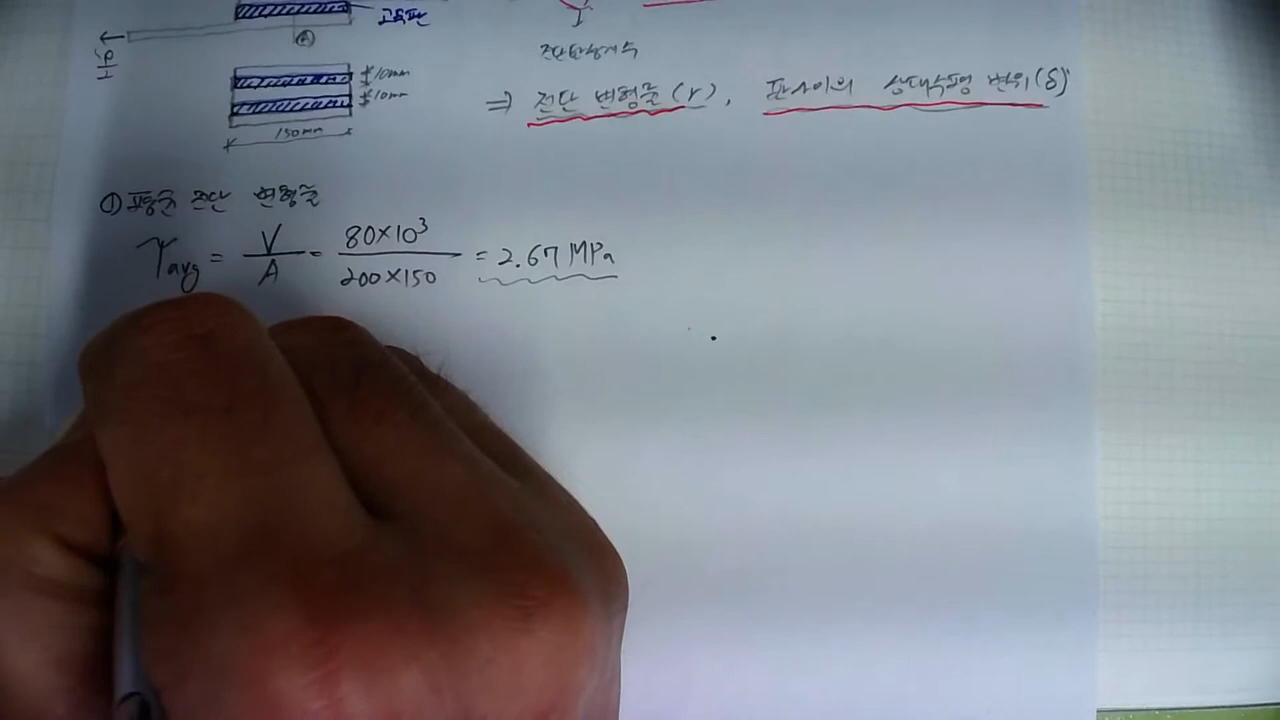 고무판
P/2
Ⓐ
전단탄성계수
10mm
10mm
150mm
⇒ 전단 변형률(γ), 판사이의 상대수평 변위(δ)
① 평균 전단 변형률
τavg = V/A = 80×10³/200×150 = 2.67 MPa